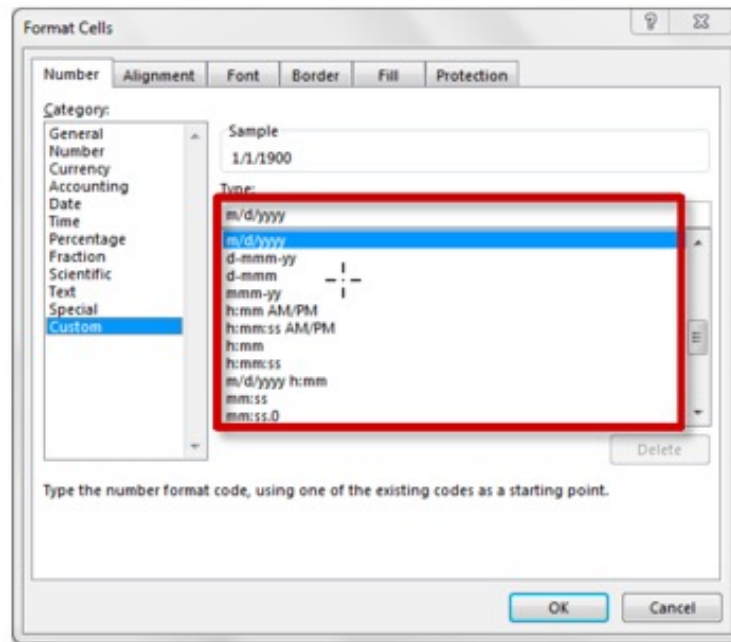 Format Cells
Number Alignment Font Border Fill Protection
Category:
General
Number
Currency
Accounting
Date
Time
Percentage
Fraction
Scientific
Text
Special
Custom
Sample
1/1/1900
Type:
m/d/yyyy
m/d/yyyy
d-mmm-yy
d-mmm
mmm-yy
h:mm AM/PM
h:mm:ss AM/PM
h:mm
h:mm:ss
m/d/yyyy h:mm
mm:ss
mm:ss.0
Delete
Type the number format code, using one of the existing codes as a starting point.
OK Cancel